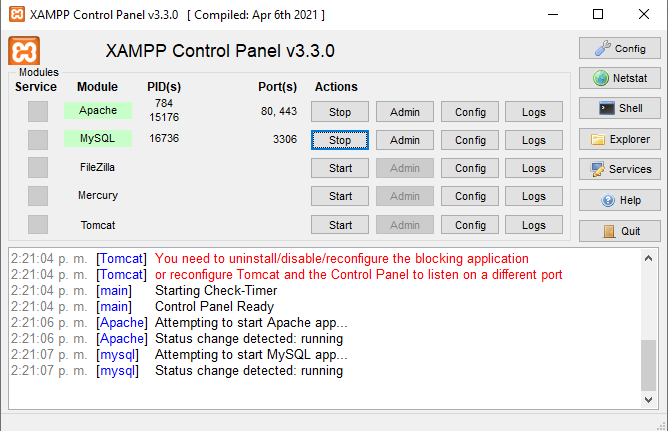 XAMPP Control Panel v3.3.0 [ Compiled: Apr 6th 2021 ]
XAMPP Control Panel v3.3.0
Config
Modules
Service Module PID(s) Port(s) Actions
Netstat
Apache 784 15176 80, 443 Stop Admin Config Logs
Shell
MySQL 16736 3306 Stop Admin Config Logs
Explorer
FileZilla Start Admin Config Logs
Services
Mercury Start Admin Config Logs
Help
Tomcat Start Admin Config Logs
Quit
2:21:04 p. m. [Tomcat] You need to uninstall/disable/reconfigure the blocking application
2:21:04 p. m. [Tomcat] or reconfigure Tomcat and the Control Panel to listen on a different port
2:21:04 p. m. [main] Starting Check-Timer
2:21:04 p. m. [main] Control Panel Ready
2:21:06 p. m. [Apache] Attempting to start Apache app...
2:21:06 p. m. [Apache] Status change detected: running
2:21:07 p. m. [mysql] Attempting to start MySQL app...
2:21:07 p. m. [mysql] Status change detected: running